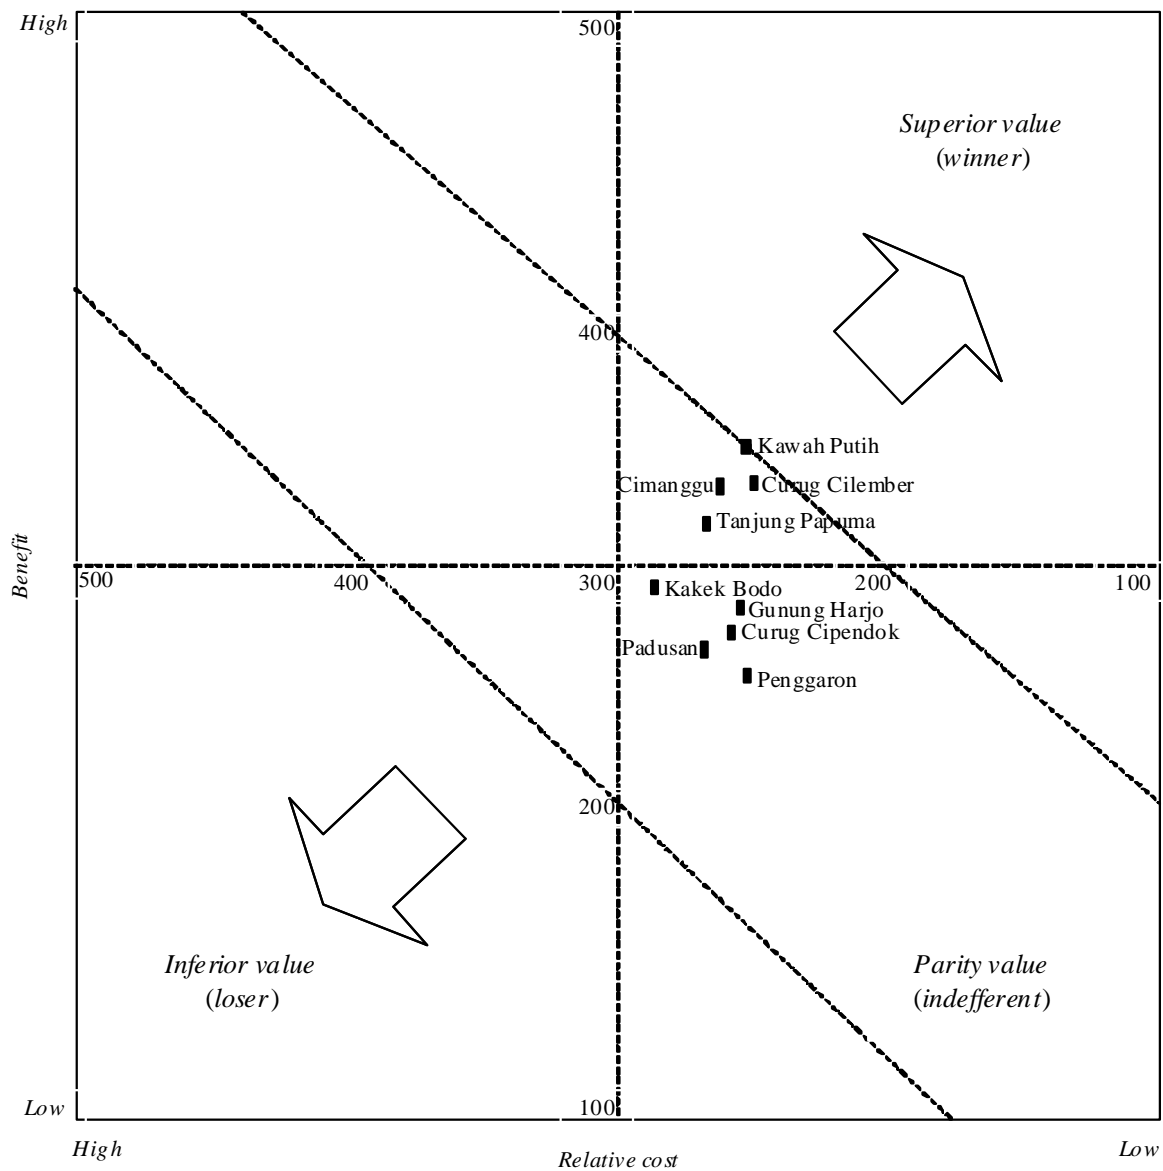 High
500
Superior value
(winner)
400
Kawah Putih
Cimanggu
Curug Cilember
Tanjung Papuma
Benefit
500
400
300
200
100
Kakek Bodo
Gunung Harjo
Curug Cipendok
Padusan
Penggaron
200
Inferior value
(loser)
Parity value
(indefferent)
Low
100
High
Relative cost
Low